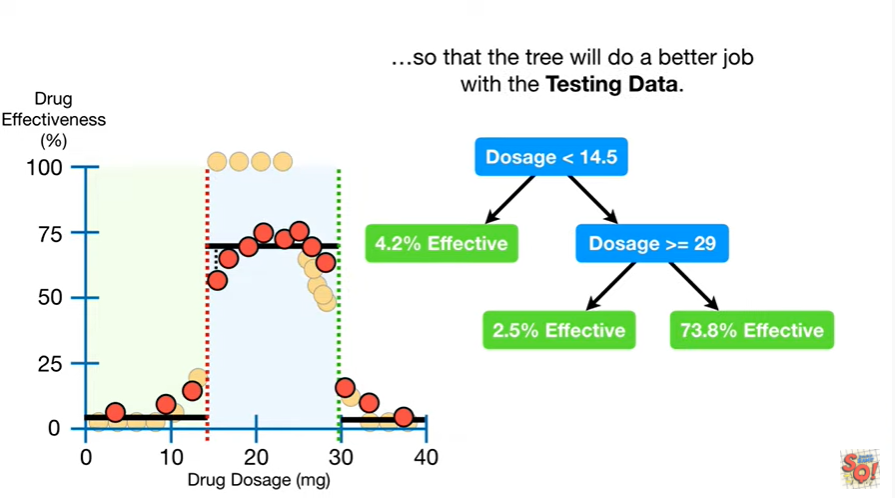 …so that the tree will do a better job
with the Testing Data.
Drug
Effectiveness
(%)
100
75
50
25
0
0 10 20 30 40
Drug Dosage (mg)
Dosage < 14.5
4.2% Effective
Dosage >= 29
2.5% Effective
73.8% Effective
SO!